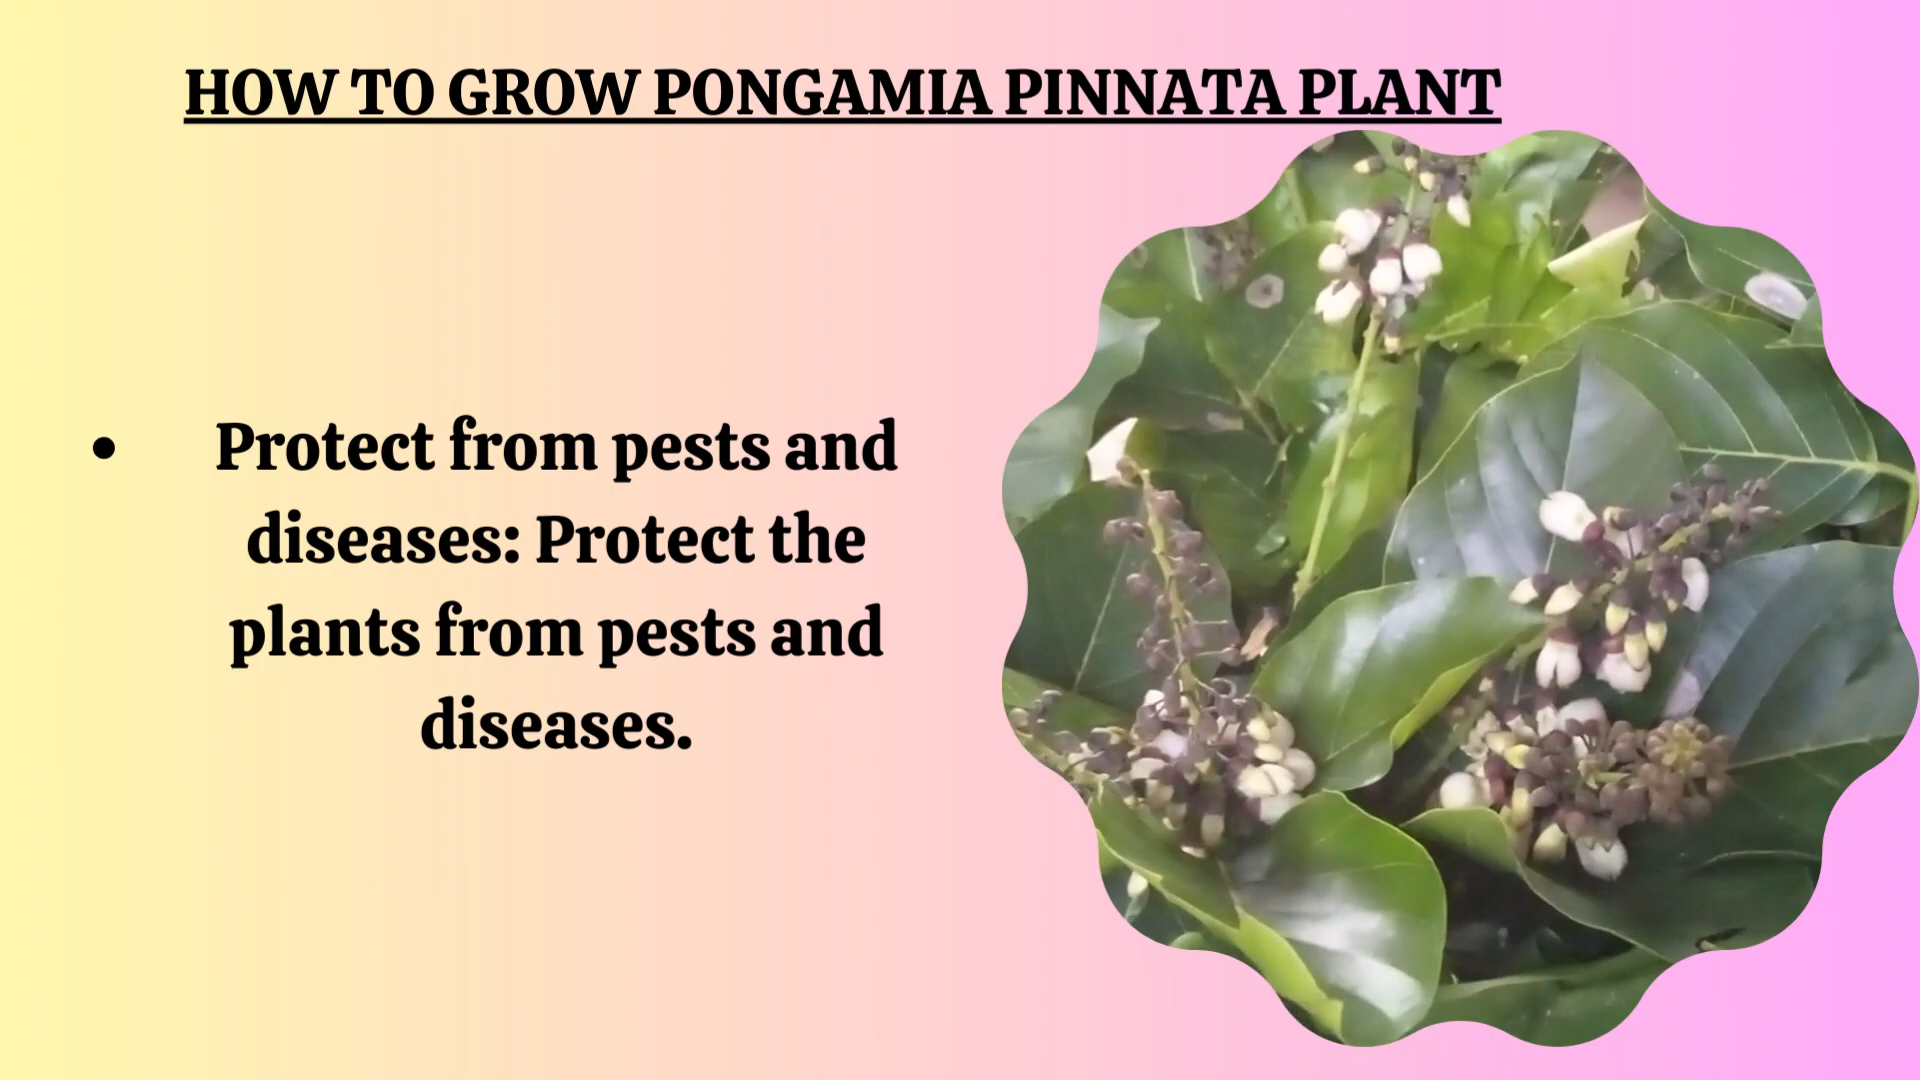 HOW TO GROW PONGAMIA PINNATA PLANT
• Protect from pests and
diseases: Protect the
plants from pests and
diseases.